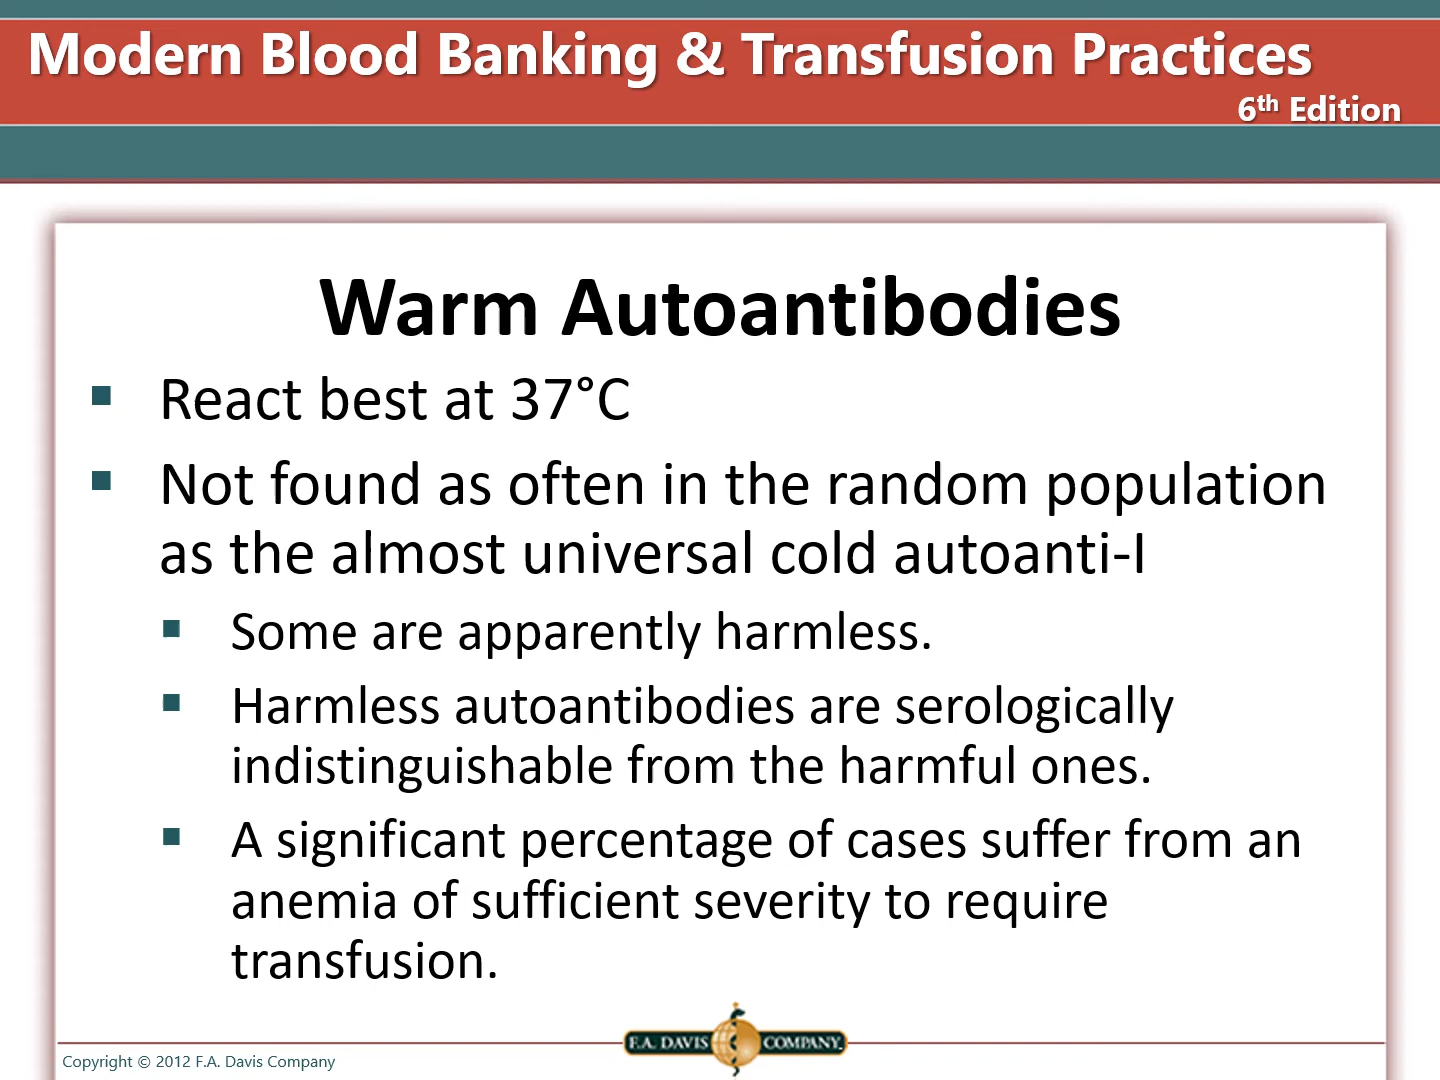 Modern Blood Banking & Transfusion Practices
6th Edition
Warm Autoantibodies
▪ React best at 37°C
▪ Not found as often in the random population
as the almost universal cold autoanti-I
▪ Some are apparently harmless.
▪ Harmless autoantibodies are serologically
indistinguishable from the harmful ones.
▪ A significant percentage of cases suffer from an
anemia of sufficient severity to require
transfusion.
F.A. DAVIS COMPANY.
Copyright © 2012 F.A. Davis Company